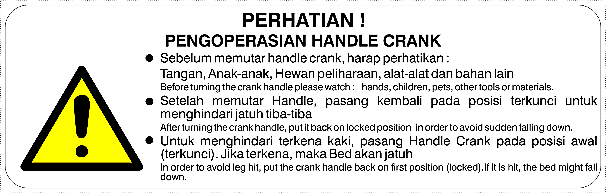 PERHATIAN !
PENGOPERASIAN HANDLE CRANK
● Sebelum memutar handle crank, harap perhatikan :
Tangan, Anak-anak, Hewan peliharaan, alat-alat dan bahan lain
Before turning the crank handle please watch : hands, children, pets, other tools or materials.
● Setelah memutar Handle, pasang kembali pada posisi terkunci untuk
menghindari jatuh tiba-tiba
After turning the crank handle, put it back on locked position in order to avoid sudden falling down.
● Untuk menghindari terkena kaki, pasang Handle Crank pada posisi awal
(terkunci). Jika terkena, maka Bed akan jatuh
In order to avoid leg hit, put the crank handle back on first position (locked). If it is hit, the bed might fall
down.